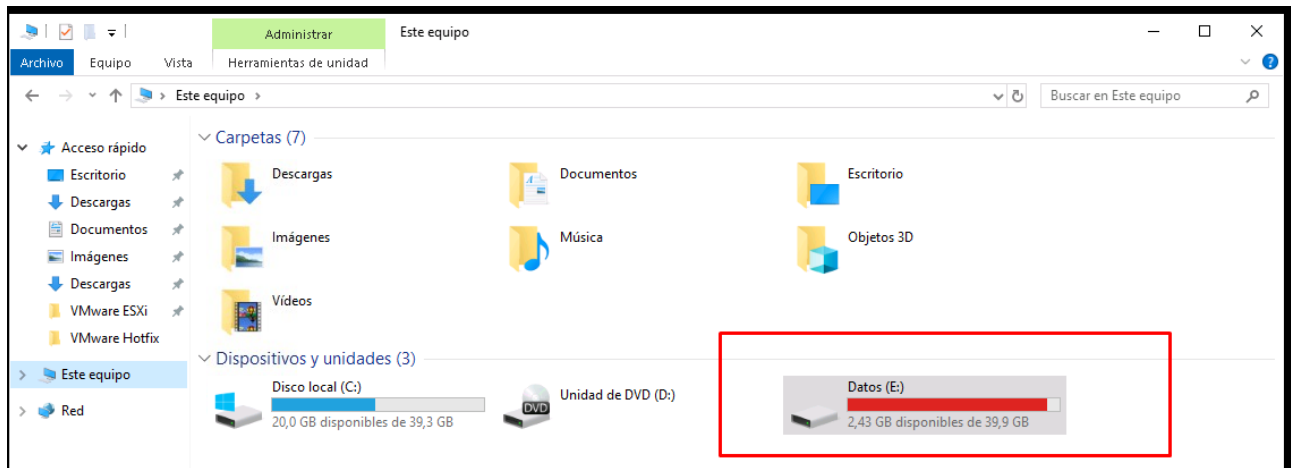 Administrar Este equipo
Archivo Equipo Vista Herramientas de unidad
Este equipo Buscar en Este equipo
Acceso rápido
Escritorio
Descargas
Documentos
Imágenes
Descargas
VMware ESXi
VMware Hotfix
Este equipo
Red
Carpetas (7)
Descargas Documentos Escritorio
Imágenes Música Objetos 3D
Vídeos
Dispositivos y unidades (3)
Disco local (C:)
20,0 GB disponibles de 39,3 GB
DVD
Unidad de DVD (D:)
Datos (E:)
2,43 GB disponibles de 39,9 GB